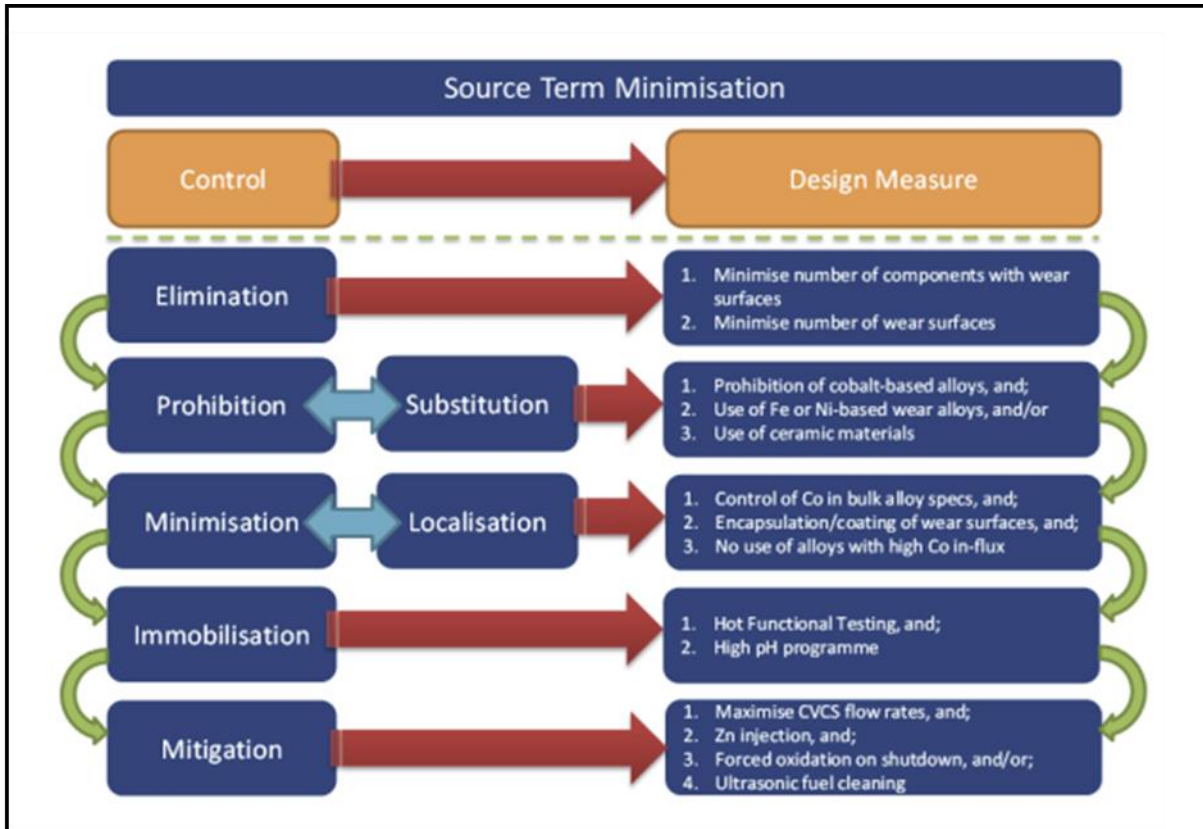 Source Term Minimisation
Control
Design Measure
Elimination
1. Minimise number of components with wear
surfaces
2. Minimise number of wear surfaces
Prohibition
Substitution
1. Prohibition of cobalt-based alloys, and;
2. Use of Fe or Ni-based wear alloys, and/or
3. Use of ceramic materials
Minimisation
Localisation
1. Control of Co in bulk alloy specs, and;
2. Encapsulation/coating of wear surfaces, and;
3. No use of alloys with high Co in-flux
Immobilisation
1. Hot Functional Testing, and;
2. High pH programme
Mitigation
1. Maximise CVCS flow rates, and;
2. Zn injection, and;
3. Forced oxidation on shutdown, and/or;
4. Ultrasonic fuel cleaning